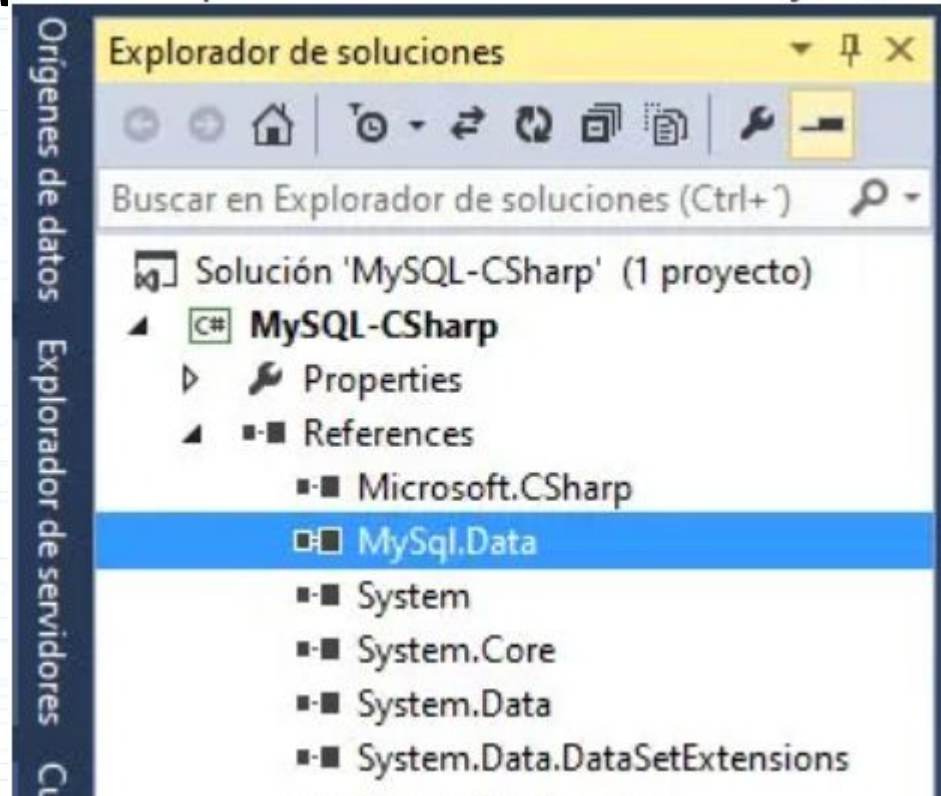 Orígenes de datos
Explorador de servidores
Explorador de soluciones
Buscar en Explorador de soluciones (Ctrl+´)
Solución 'MySQL-CSharp' (1 proyecto)
C# MySQL-CSharp
Properties
References
Microsoft.CSharp
MySql.Data
System
System.Core
System.Data
System.Data.DataSetExtensions